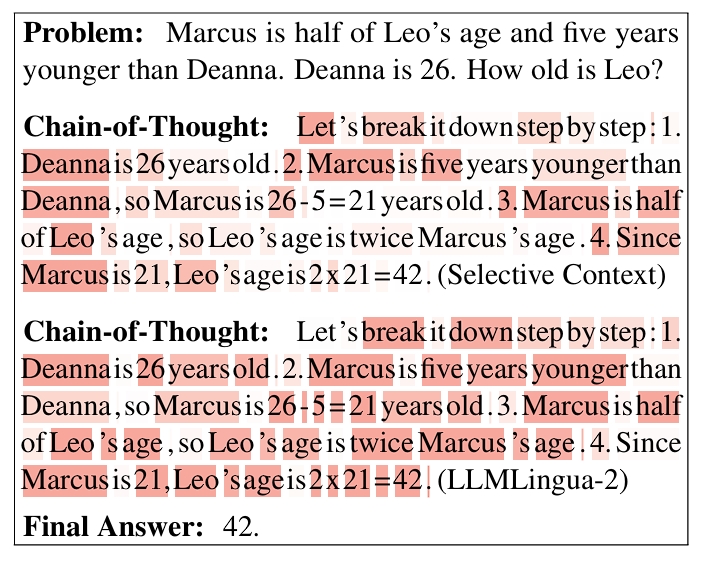 Problem: Marcus is half of Leo's age and five years
younger than Deanna. Deanna is 26. How old is Leo?
Chain-of-Thought: Let's break it down step by step: 1.
Deanna is 26 years old. 2. Marcus is five years younger than
Deanna, so Marcus is 26-5=21 years old. 3. Marcus is half
of Leo's age, so Leo's age is twice Marcus's age. 4. Since
Marcus is 21, Leo's age is 2x21=42. (Selective Context)
Chain-of-Thought: Let's break it down step by step: 1.
Deanna is 26 years old. 2. Marcus is five years younger than
Deanna, so Marcus is 26-5=21 years old. 3. Marcus is half
of Leo's age, so Leo's age is twice Marcus's age. 4. Since
Marcus is 21, Leo's age is 2x21=42. (LLMLingua-2)
Final Answer: 42.